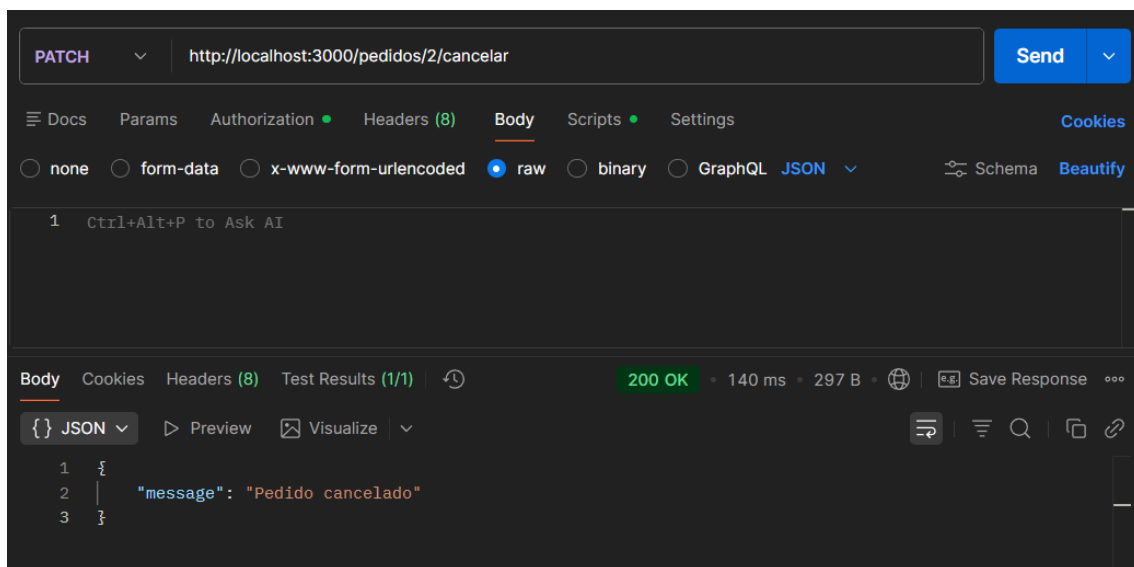 PATCH http://localhost:3000/pedidos/2/cancelar Send
Docs Params Authorization Headers (8) Body Scripts Settings Cookies
none form-data x-www-form-urlencoded raw binary GraphQL JSON Schema Beautify
1 Ctrl+Alt+P to Ask AI
Body Cookies Headers (8) Test Results (1/1) 200 OK 140 ms 297 B e.g. Save Response
{} JSON Preview Visualize
1 {
2 "message": "Pedido cancelado"
3 }